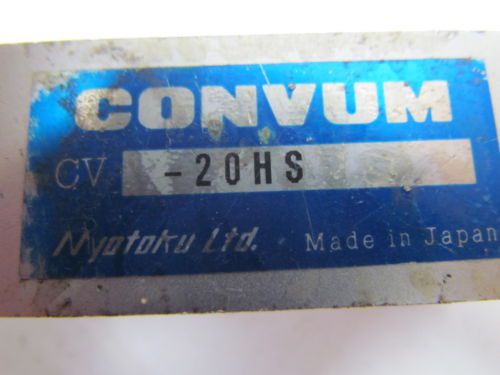 CONVUM
CV -20HS
Myotoku Ltd. Made in Japan